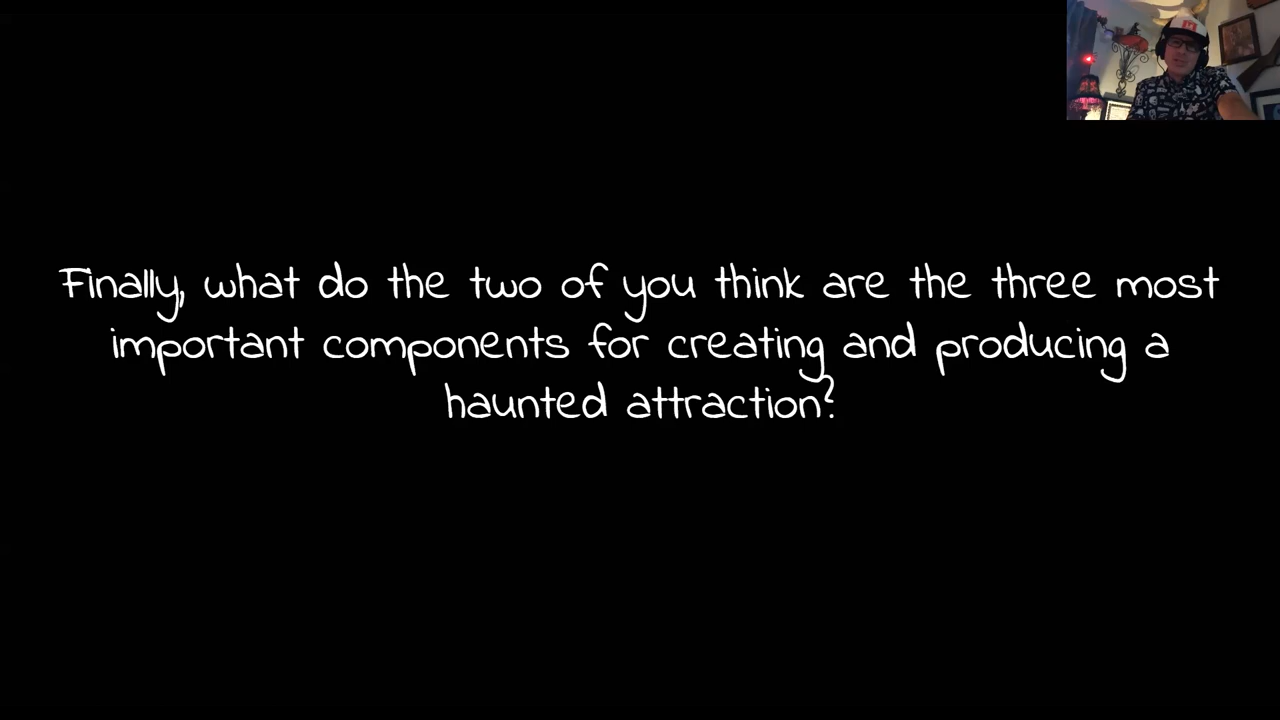 Finally, what do the two of you think are the three most
important components for creating and producing a
haunted attraction?